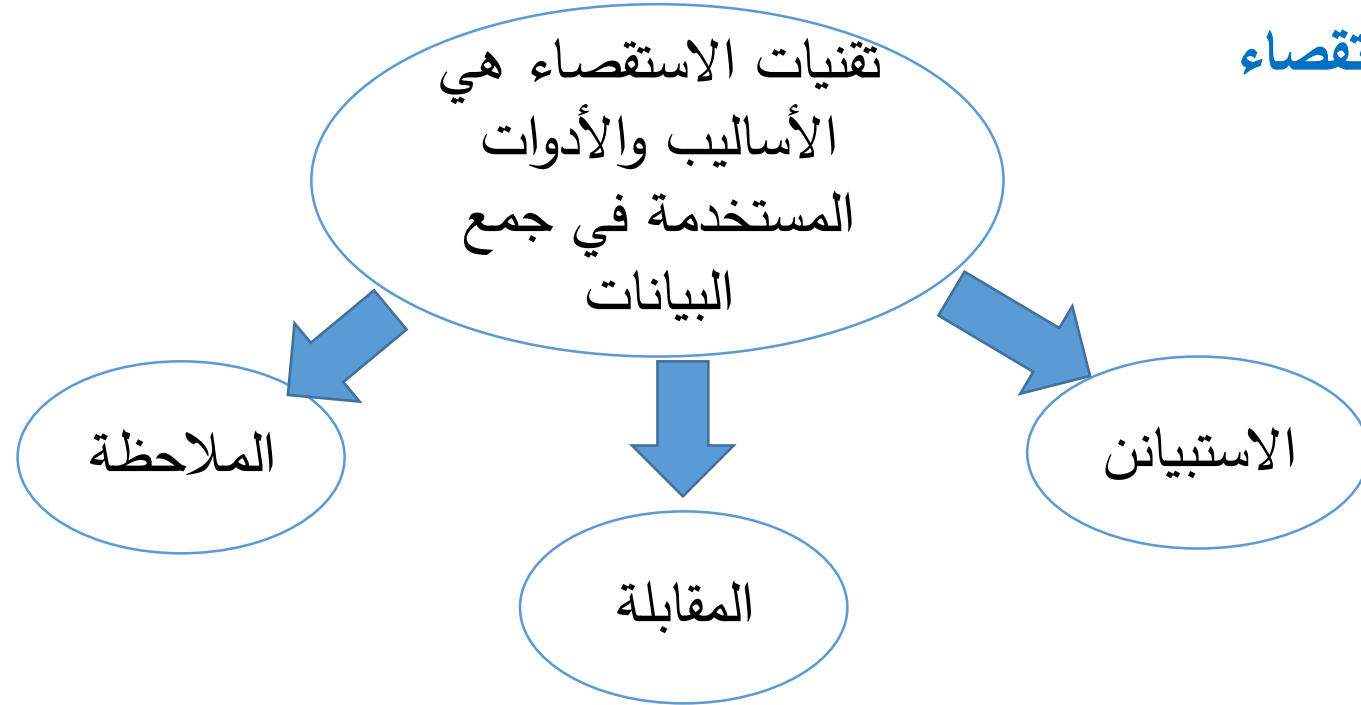 تقصاء
تقنيات الاستقصاء هي
الأساليب والأدوات
المستخدمة في جمع
البيانات
الاستبيانن
الملاحظة
المقابلة